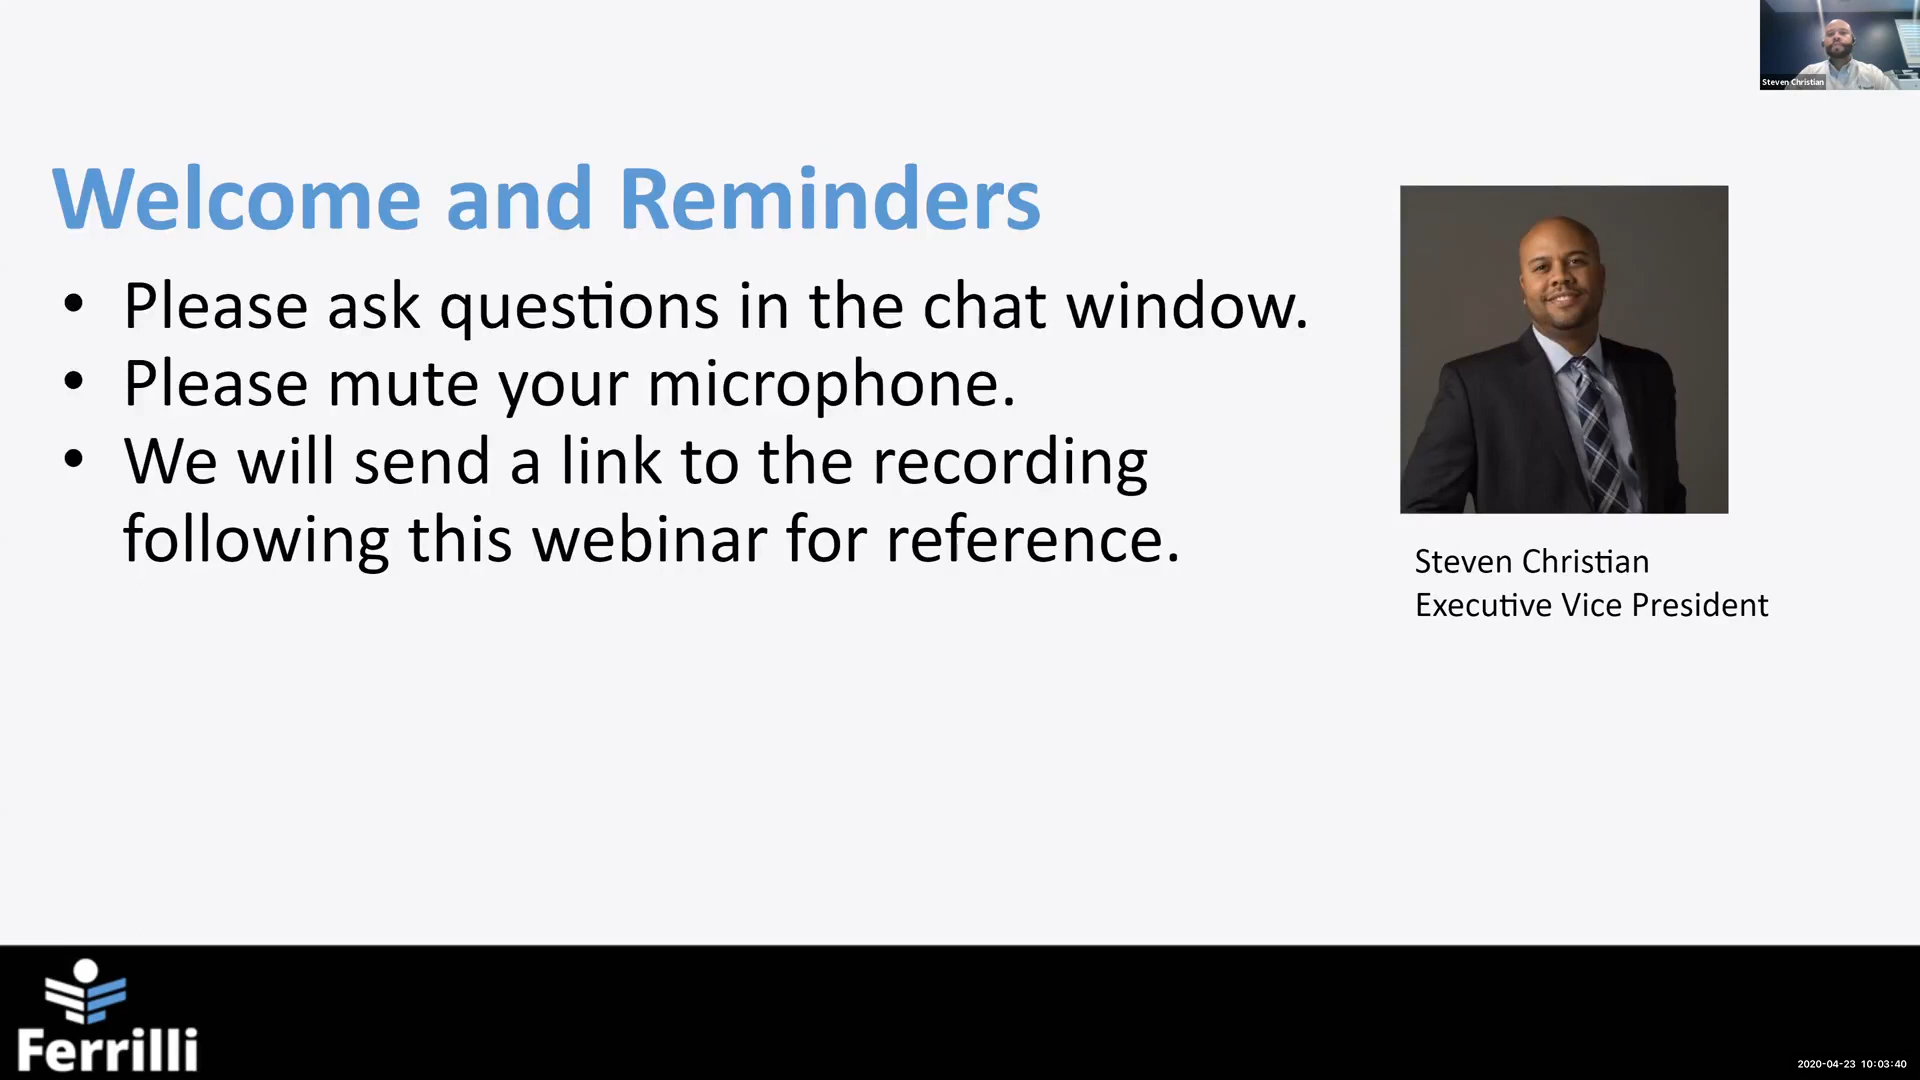 Steven Christian
Welcome and Reminders
• Please ask questions in the chat window.
• Please mute your microphone.
• We will send a link to the recording
following this webinar for reference.
Steven Christian
Executive Vice President
Ferrilli
2020-04-23 10:03:40